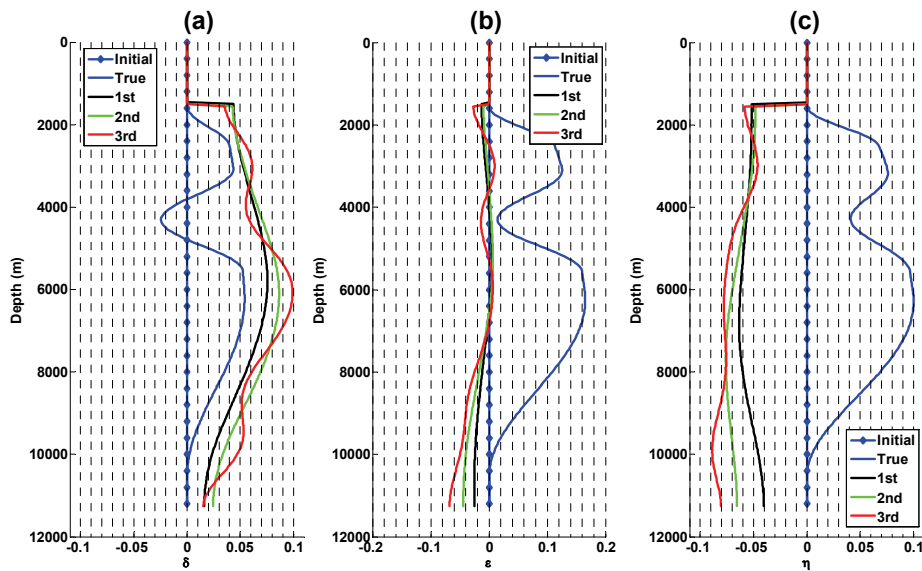 (a)
(b)
(c)
0
2000
4000
6000
8000
10000
12000
Depth (m)
-0.1
-0.05
0
0.05
0.1
δ
Initial
True
1st
2nd
3rd
0
2000
4000
6000
8000
10000
12000
Depth (m)
-0.2
-0.1
0
0.1
0.2
ε
Initial
True
1st
2nd
3rd
0
2000
4000
6000
8000
10000
12000
Depth (m)
-0.1
-0.05
0
0.05
0.1
η
Initial
True
1st
2nd
3rd